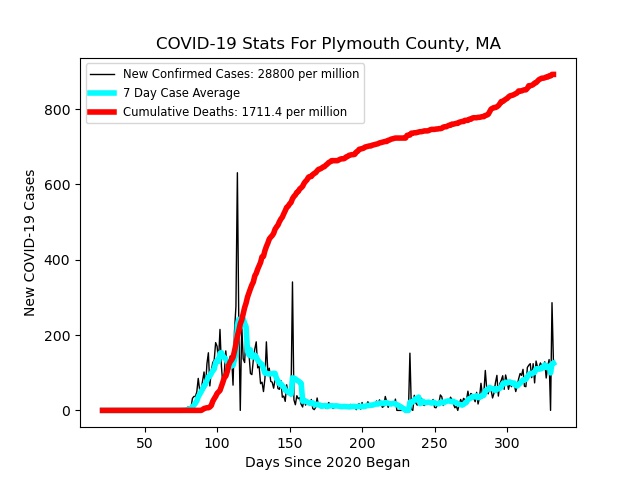 COVID-19 Stats For Plymouth County, MA
New Confirmed Cases: 28800 per million
7 Day Case Average
Cumulative Deaths: 1711.4 per million
New COVID-19 Cases
800
600
400
200
0
50
100
150
200
250
300
Days Since 2020 Began